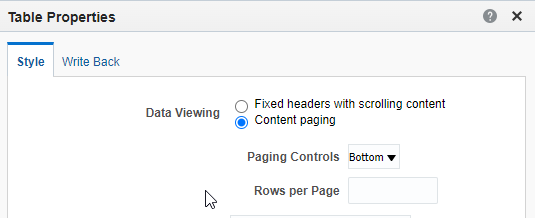 Table Properties
Style Write Back
Data Viewing Fixed headers with scrolling content
Content paging
Paging Controls Bottom
Rows per Page